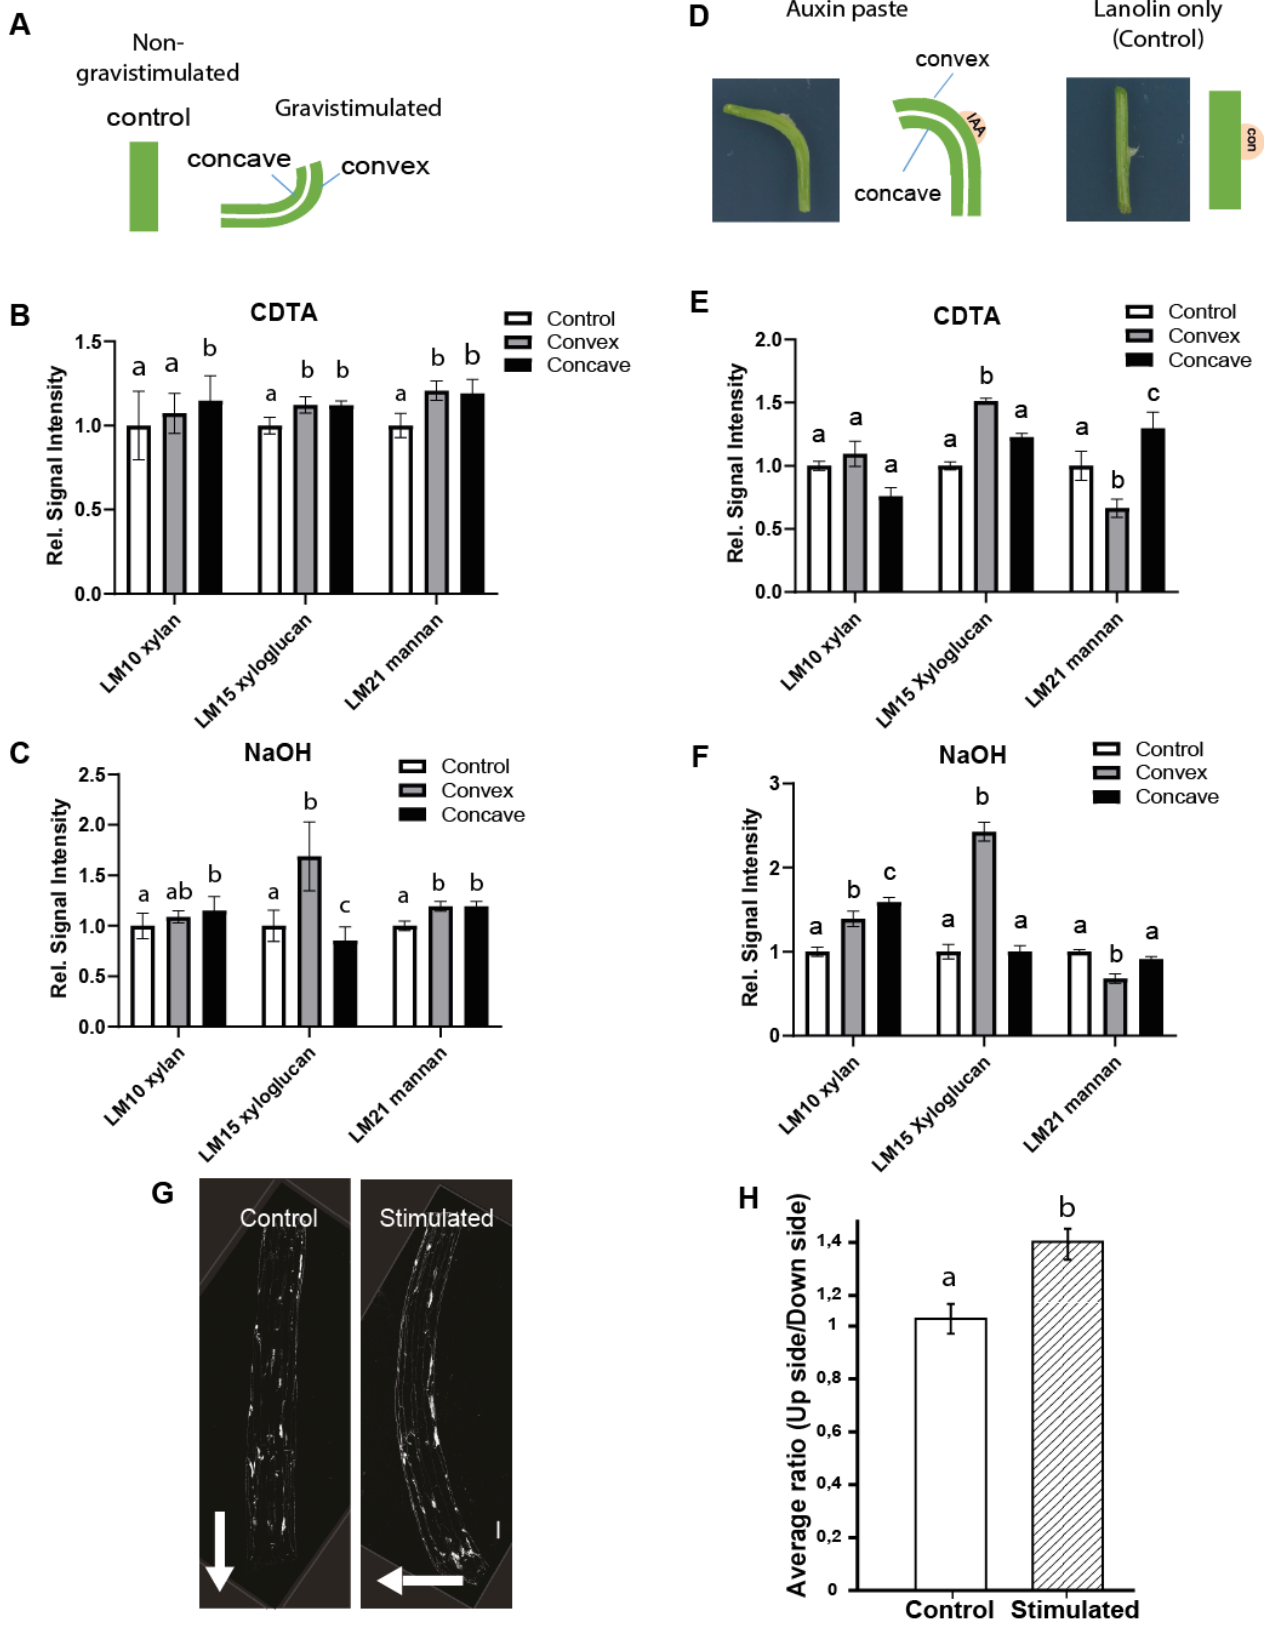 A
Non-
gravistimulated
control
Gravistimulated
concave
convex
D
Auxin paste
Lanolin only
(Control)
convex
IAA
concave
con
B
CDTA
Control
Convex
Concave
Rel. Signal Intensity
1.5
1.0
0.5
0.0
a
a
b
a
b
b
a
b
b
LM10 xylan
LM15 xyloglucan
LM21 mannan
E
CDTA
Control
Convex
Concave
Rel. Signal Intensity
2.0
1.5
1.0
0.5
0.0
a
a
a
a
b
a
a
b
c
LM10 xylan
LM15 Xyloglucan
LM21 mannan
C
NaOH
Control
Convex
Concave
Rel. Signal Intensity
2.5
2.0
1.5
1.0
0.5
0.0
a
ab
b
a
b
c
a
b
b
LM10 xylan
LM15 xyloglucan
LM21 mannan
F
NaOH
Control
Convex
Concave
Rel. Signal Intensity
3
2
1
0
a
b
c
a
b
a
a
b
a
LM10 xylan
LM15 Xyloglucan
LM21 mannan
G
Control
Stimulated
H
Average ratio (Up side/Down side)
1,4
1,2
1
0,8
0,6
0,4
0,2
0
a
b
Control
Stimulated